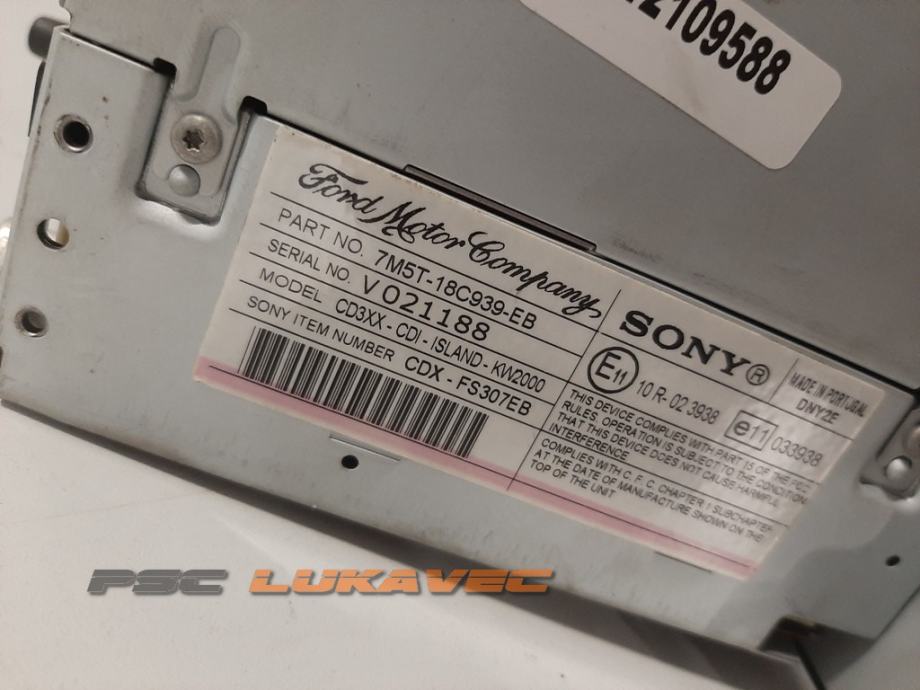 2109588
Ford Motor Company
PART NO. 7M5T-18C939-EB
SERIAL NO. V021188
MODEL CD3XX-CDI-ISLAND-KW2000
SONY ITEM NUMBER CDX-FS307EB
SONY®
MADE IN PORTUGAL
DNY2E
E11 10 R-02 3938
e11 033938
THIS DEVICE COMPLIES WITH PART 15 OF THE FCC
RULES. OPERATION IS SUBJECT TO THE CONDITION
THAT THIS DEVICE DOES NOT CAUSE HARMFUL
INTERFERENCE
COMPLIES WITH C.F.C. CHAPTER 1 SUBCHAPTER
AT THE DATE OF MANUFACTURE SHOWN ON THE
TOP OF THE UNIT
PSC LUKAVEC